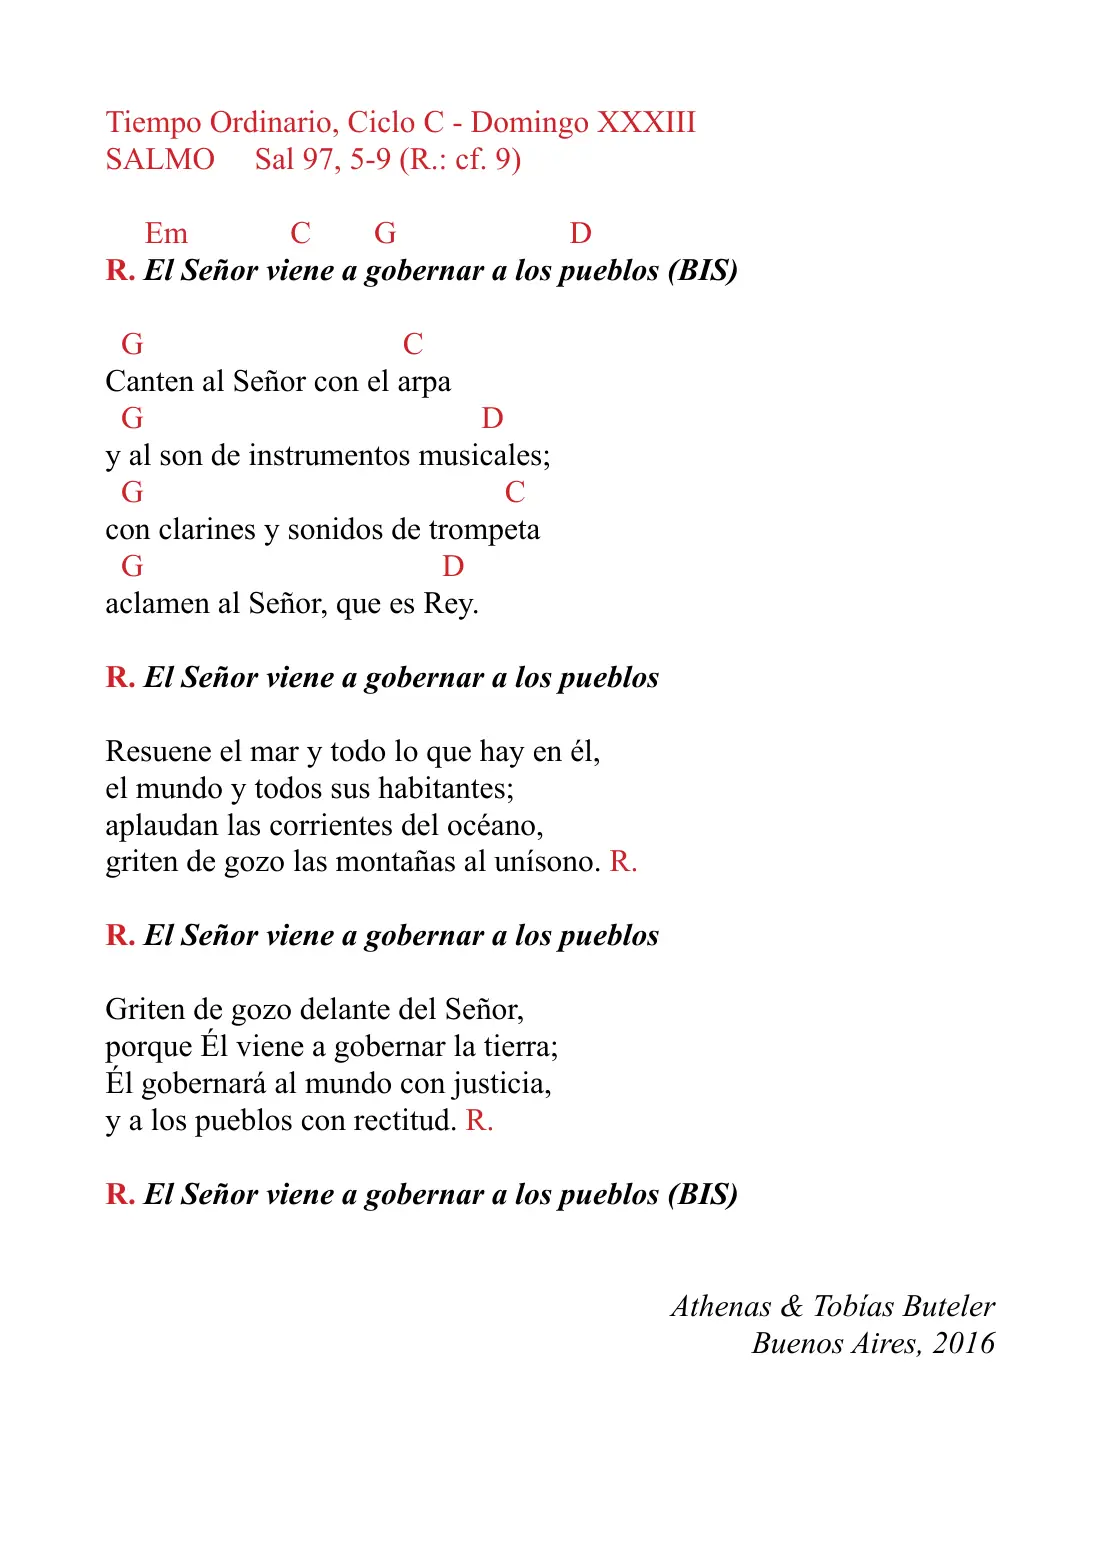 Tiempo Ordinario, Ciclo C - Domingo XXXIII
SALMO Sal 97, 5-9 (R.: cf. 9)
Em C G D
R. El Señor viene a gobernar a los pueblos (BIS)
G C
Canten al Señor con el arpa
G D
y al son de instrumentos musicales;
G C
con clarines y sonidos de trompeta
G D
aclamen al Señor, que es Rey.
R. El Señor viene a gobernar a los pueblos
Resuene el mar y todo lo que hay en él,
el mundo y todos sus habitantes;
aplaudan las corrientes del océano,
griten de gozo las montañas al unísono. R.
R. El Señor viene a gobernar a los pueblos
Griten de gozo delante del Señor,
porque Él viene a gobernar la tierra;
Él gobernará al mundo con justicia,
y a los pueblos con rectitud. R.
R. El Señor viene a gobernar a los pueblos (BIS)
Athenas & Tobías Buteler
Buenos Aires, 2016